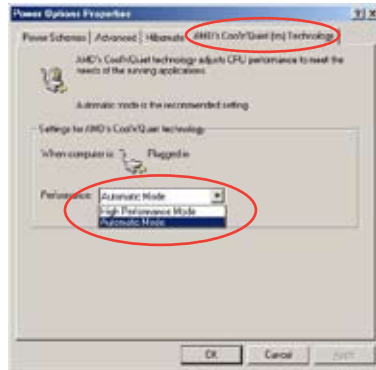 Power Options Properties
Power Schemes Advanced Hibernate AMD's Cool'n'Quiet (tm) Technology
AMD's Cool'n'Quiet technology adjusts CPU performance to meet the
needs of the running applications.
Automatic mode is the recommended setting.
Settings for AMD's Cool'n'Quiet technology
When computer is: Plugged in
Performance: Automatic Mode
High Performance Mode
Automatic Mode
OK Cancel Apply